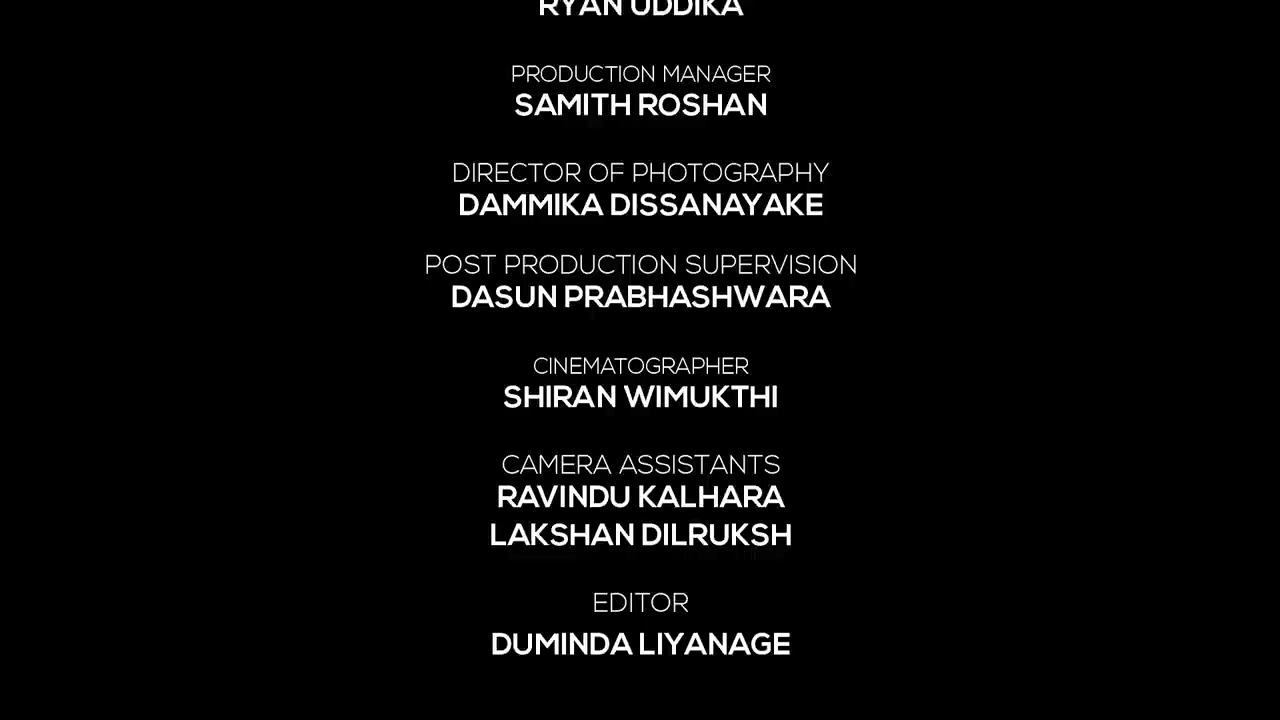 RYAN UDDIKA
PRODUCTION MANAGER
SAMITH ROSHAN
DIRECTOR OF PHOTOGRAPHY
DAMMIKA DISSANAYAKE
POST PRODUCTION SUPERVISION
DASUN PRABHASHWARA
CINEMATOGRAPHER
SHIRAN WIMUKTHI
CAMERA ASSISTANTS
RAVINDU KALHARA
LAKSHAN DILRUKSH
EDITOR
DUMINDA LIYANAGE